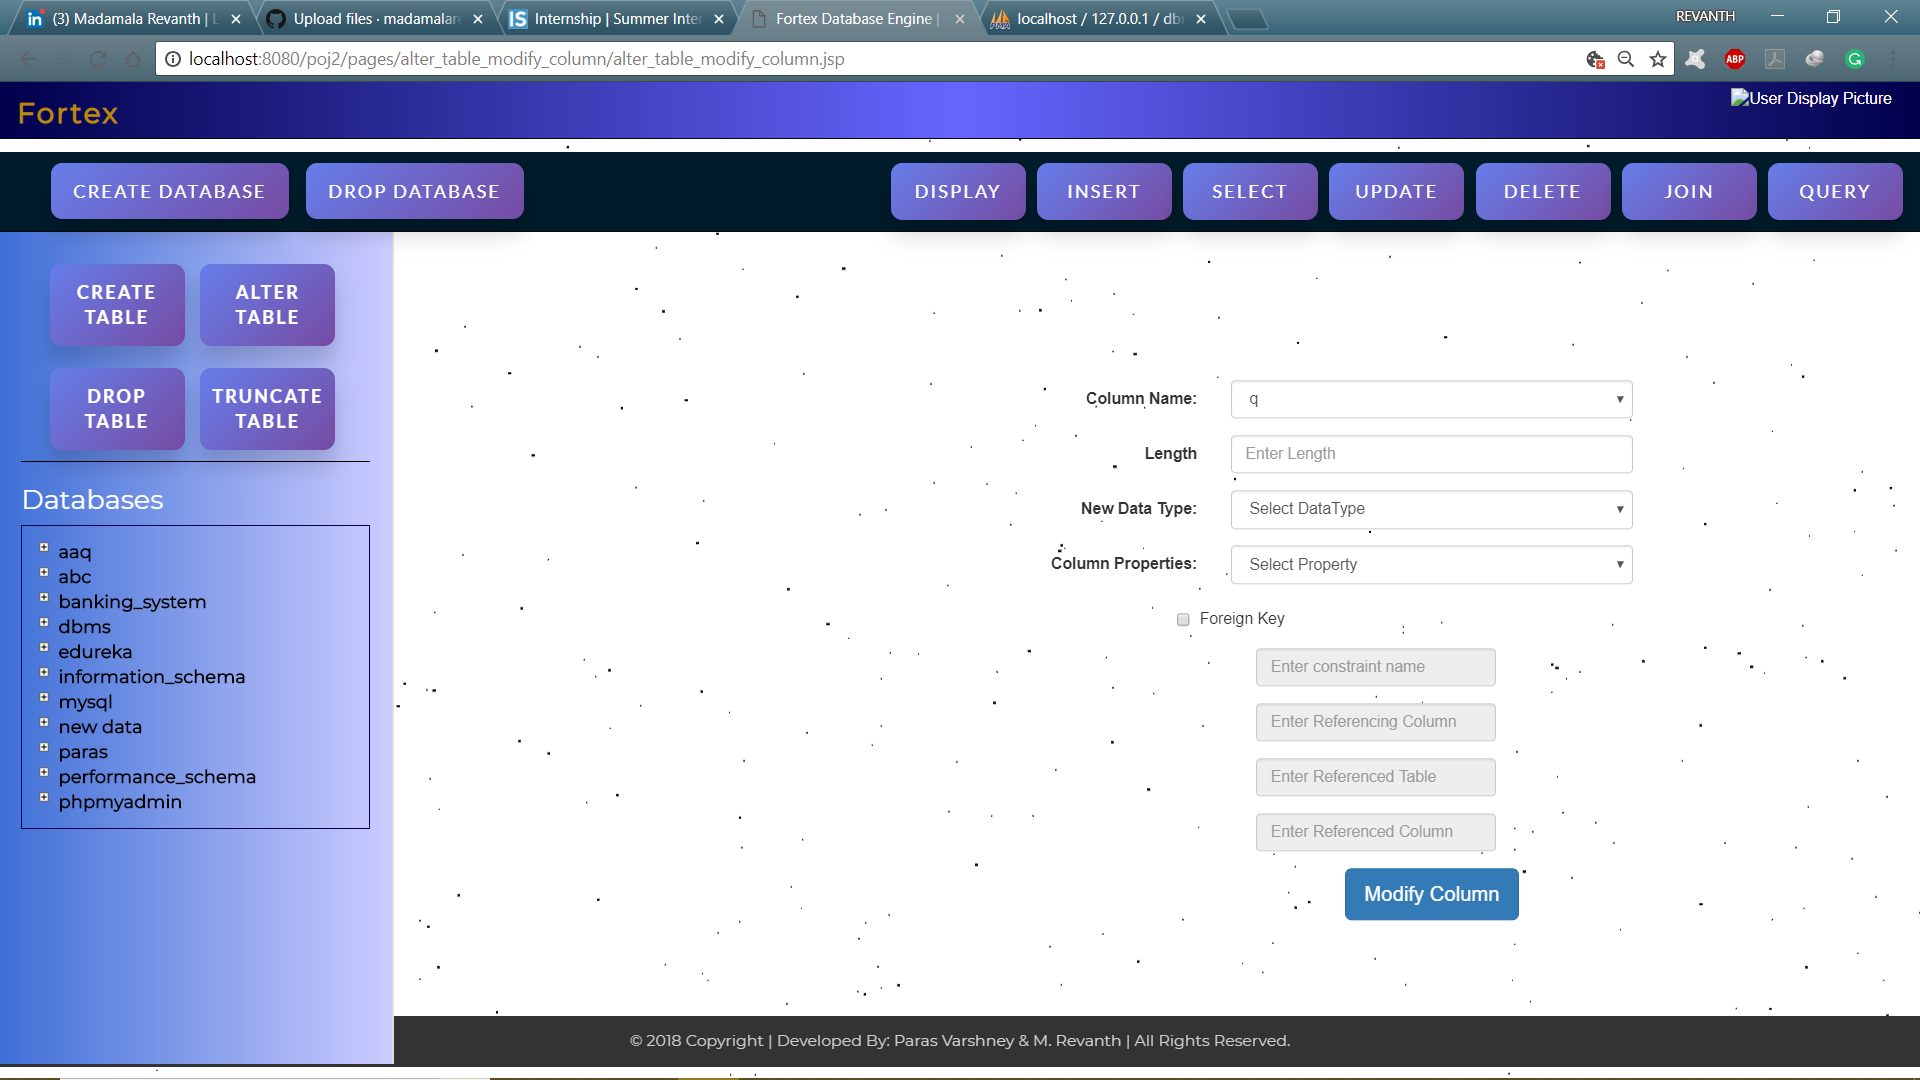 (3) Madamala Revanth | L
Upload files · madamalar
Internship | Summer Inter
Fortex Database Engine |
localhost / 127.0.0.1 / db
REVANTH
localhost:8080/poj2/pages/alter_table_modify_column/alter_table_modify_column.jsp
ABP
Fortex
User Display Picture
CREATE DATABASE
DROP DATABASE
DISPLAY
INSERT
SELECT
UPDATE
DELETE
JOIN
QUERY
CREATE
TABLE
ALTER
TABLE
DROP
TABLE
TRUNCATE
TABLE
Databases
aaq
abc
banking_system
dbms
edureka
information_schema
mysql
new data
paras
performance_schema
phpmyadmin
Column Name:
q
Length
Enter Length
New Data Type:
Select DataType
Column Properties:
Select Property
Foreign Key
Enter constraint name
Enter Referencing Column
Enter Referenced Table
Enter Referenced Column
Modify Column
© 2018 Copyright | Developed By: Paras Varshney & M. Revanth | All Rights Reserved.